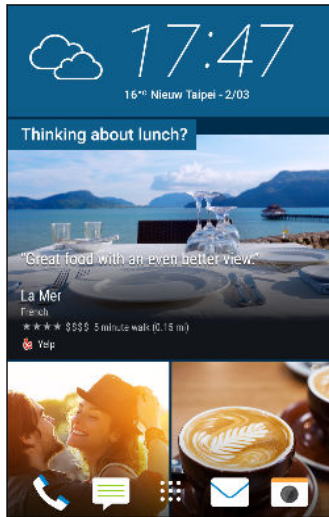 17:47
16°C Nieuw Taipei - 2/03
Thinking about lunch?
"Great food with an even better view."
La Mer
French
★★★★ $$$$ 5 minute walk (0.15 mi)
Yelp